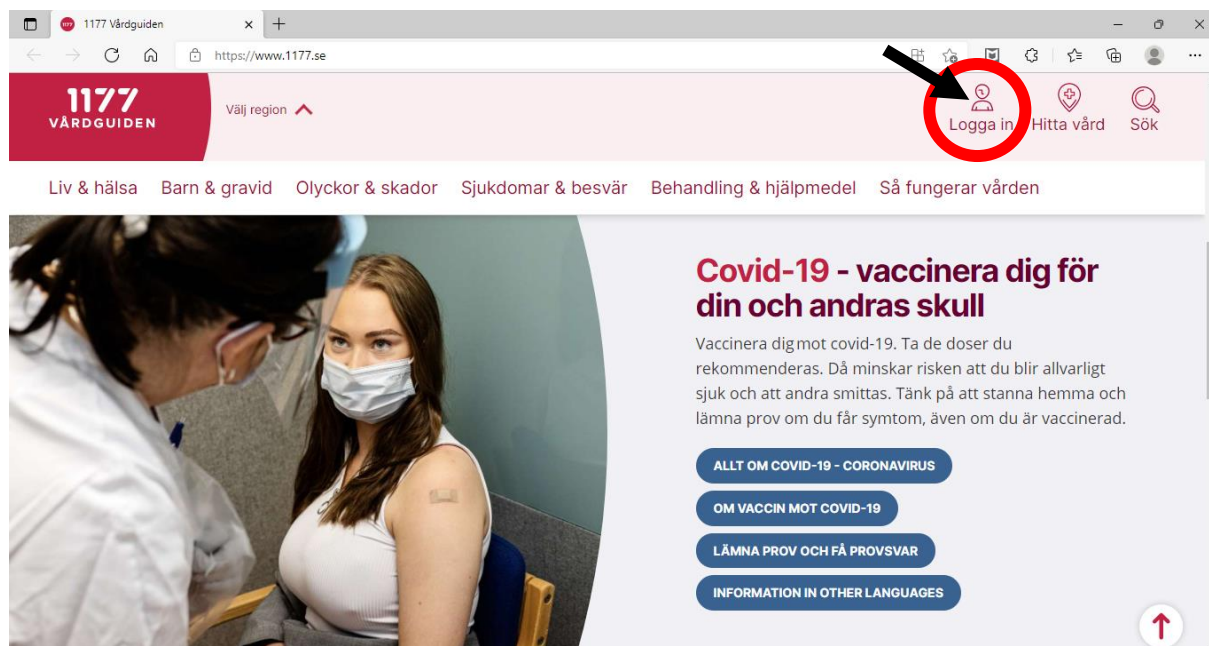 1177 Vårdguiden
https://www.1177.se
1177
VÅRDGUIDEN
Välj region
Logga in
Hitta vård
Sök
Liv & hälsa Barn & gravid Olyckor & skador Sjukdomar & besvär Behandling & hjälpmedel Så fungerar vården
Covid-19 - vaccinera dig för
din och andras skull
Vaccinera dig mot covid-19. Ta de doser du
rekommenderas. Då minskar risken att du blir allvarligt
sjuk och att andra smittas. Tänk på att stanna hemma och
lämna prov om du får symtom, även om du är vaccinerad.
ALLT OM COVID-19 - CORONAVIRUS
OM VACCIN MOT COVID-19
LÄMNA PROV OCH FÅ PROVSVAR
INFORMATION IN OTHER LANGUAGES